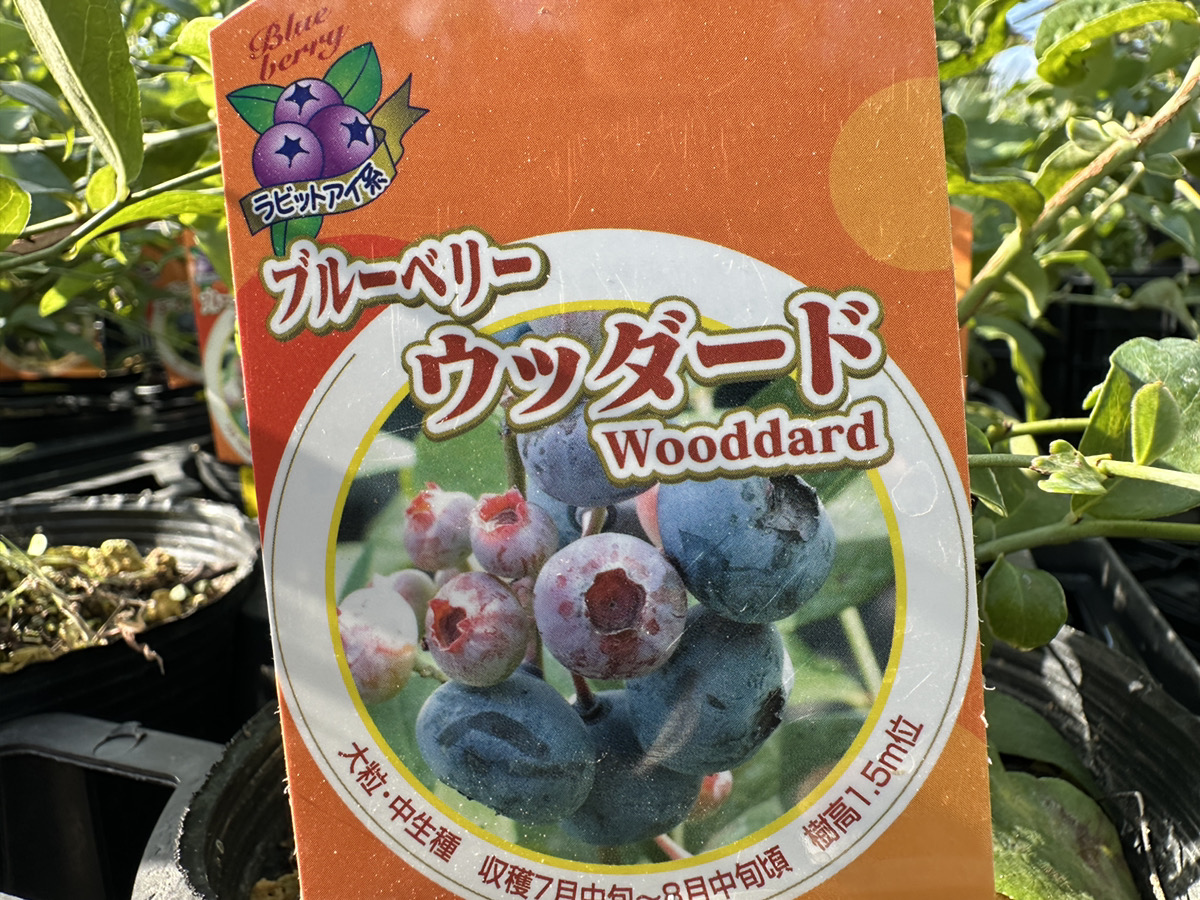 Blue
berry
ラビットアイ系
ブルーベリー
ウッダード
Wooddard
大粒・中生種 収穫7月中旬～8月中旬頃 樹高1.5m位